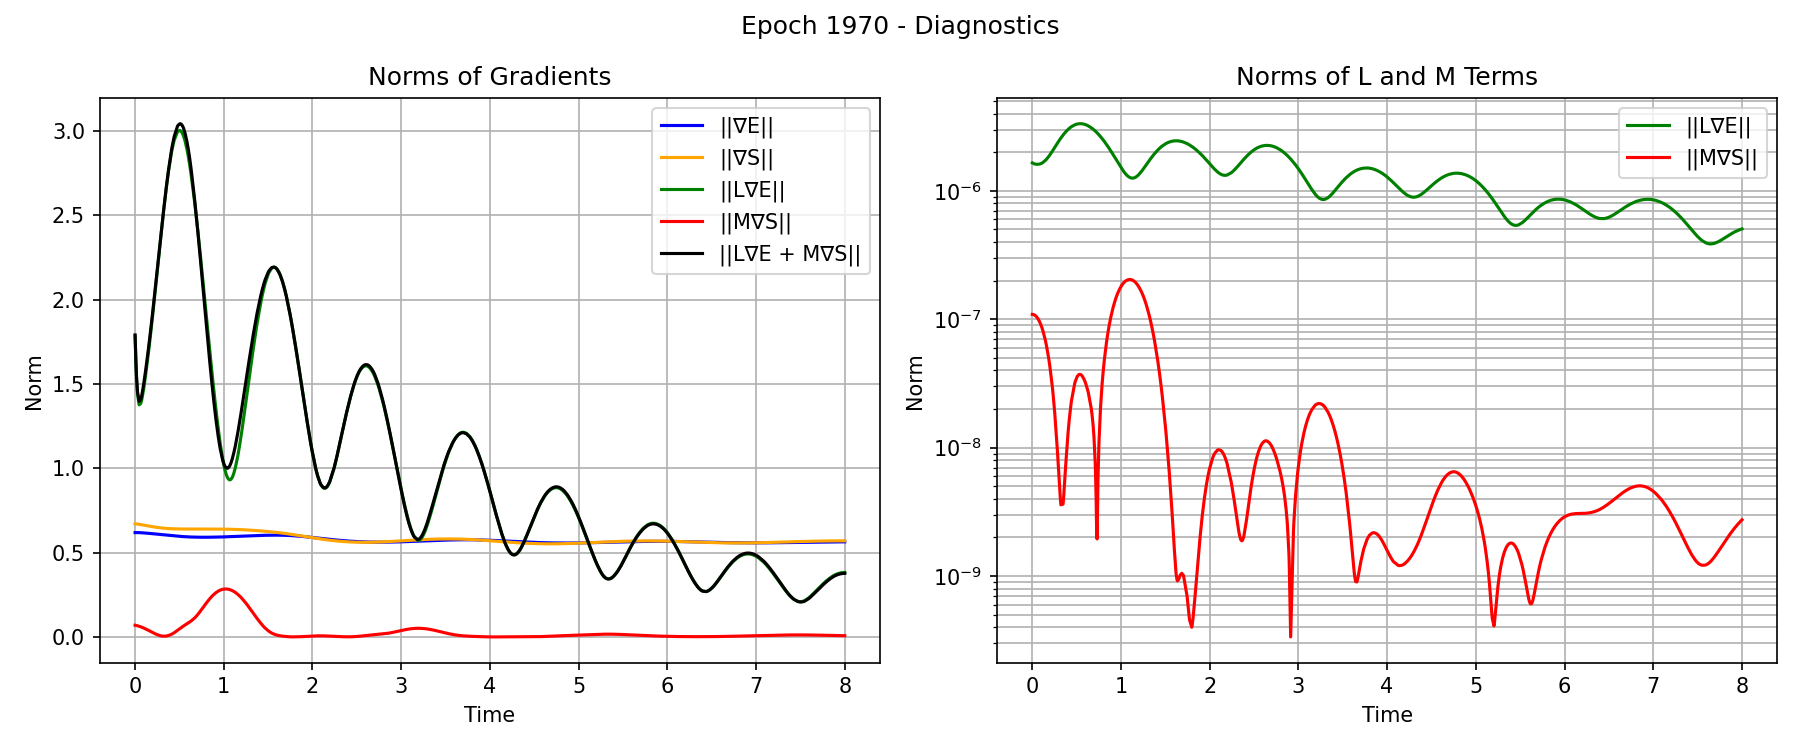 Epoch 1970 - Diagnostics
Norms of Gradients
Norm
3.0
2.5
2.0
1.5
1.0
0.5
0.0
||∇E||
||∇S||
||L∇E||
||M∇S||
||L∇E + M∇S||
0 1 2 3 4 5 6 7 8
Time
Norms of L and M Terms
Norm
10⁻⁶
10⁻⁷
10⁻⁸
10⁻⁹
||L∇E||
||M∇S||
0 1 2 3 4 5 6 7 8
Time